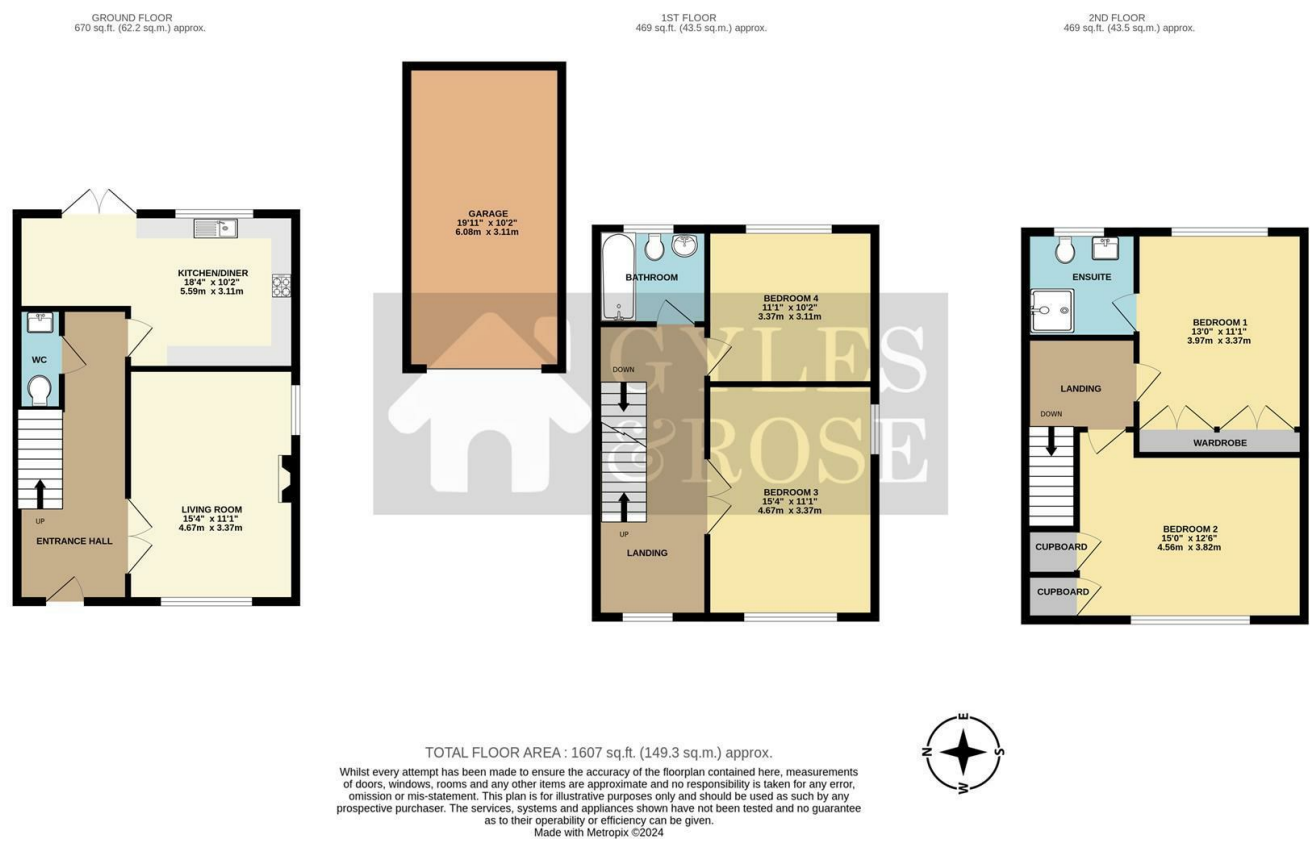 GROUND FLOOR
670 sq.ft. (62.2 sq.m.) approx.
1ST FLOOR
469 sq.ft. (43.5 sq.m.) approx.
2ND FLOOR
469 sq.ft. (43.5 sq.m.) approx.
KITCHEN/DINER
18'4" x 10'2"
5.59m x 3.11m
WC
UP
ENTRANCE HALL
LIVING ROOM
15'4" x 11'1"
4.67m x 3.37m
GARAGE
19'11" x 10'2"
6.08m x 3.11m
BATHROOM
BEDROOM 4
11'1" x 10'2"
3.37m x 3.11m
DOWN
UP
LANDING
BEDROOM 3
15'4" x 11'1"
4.67m x 3.37m
GYLES
&ROSE
ENSUITE
BEDROOM 1
13'0" x 11'1"
3.97m x 3.37m
LANDING
DOWN
WARDROBE
BEDROOM 2
15'0" x 12'6"
4.56m x 3.82m
CUPBOARD
CUPBOARD
E
N
S
W
TOTAL FLOOR AREA : 1607 sq.ft. (149.3 sq.m.) approx.
Whilst every attempt has been made to ensure the accuracy of the floorplan contained here, measurements
of doors, windows, rooms and any other items are approximate and no responsibility is taken for any error,
omission or mis-statement. This plan is for illustrative purposes only and should be used as such by any
prospective purchaser. The services, systems and appliances shown have not been tested and no guarantee
as to their operability or efficiency can be given.
Made with Metropix ©2024